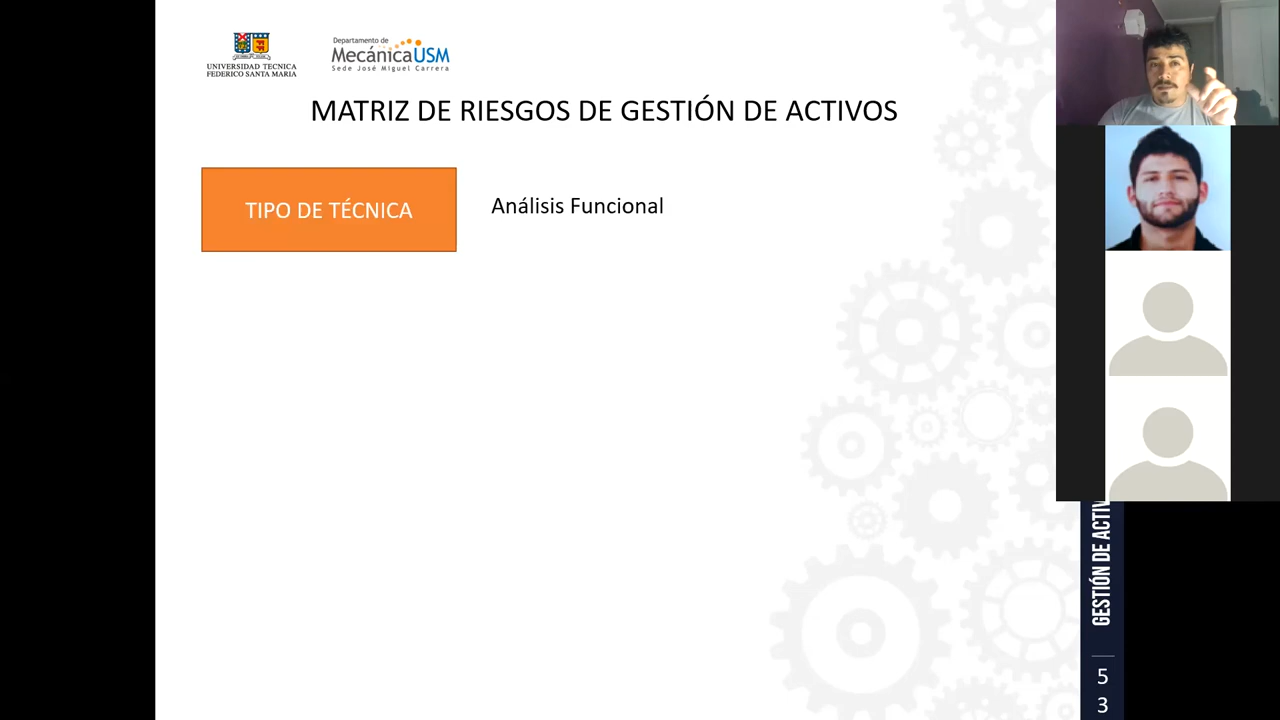 UNIVERSIDAD TECNICA
FEDERICO SANTA MARIA
Departamento de
MecánicaUSM
Sede José Miguel Carrera
MATRIZ DE RIESGOS DE GESTIÓN DE ACTIVOS
TIPO DE TÉCNICA
Análisis Funcional
GESTIÓN DE ACTIV
5
3